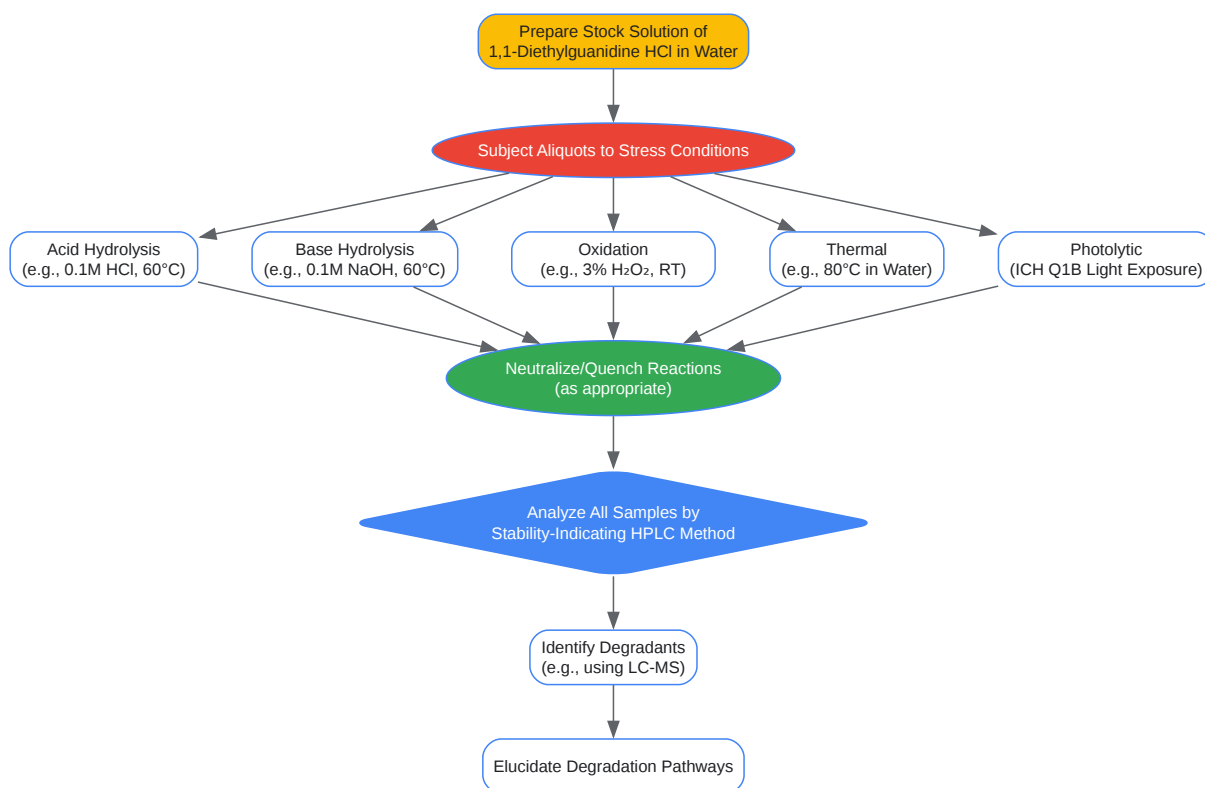 Prepare Stock Solution of
1,1-Diethylguanidine HCl in Water
Subject Aliquots to Stress Conditions
Acid Hydrolysis
(e.g., 0.1M HCl, 60°C)
Base Hydrolysis
(e.g., 0.1M NaOH, 60°C)
Oxidation
(e.g., 3% H₂O₂, RT)
Thermal
(e.g., 80°C in Water)
Photolytic
(ICH Q1B Light Exposure)
Neutralize/Quench Reactions
(as appropriate)
Analyze All Samples by
Stability-Indicating HPLC Method
Identify Degradants
(e.g., using LC-MS)
Elucidate Degradation Pathways